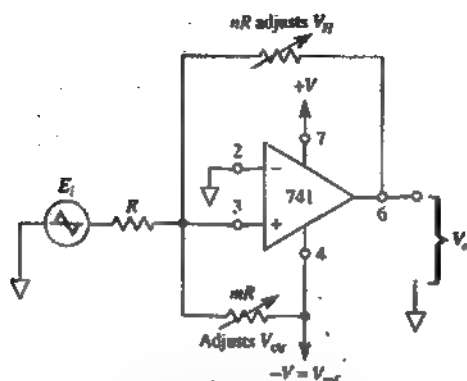 nR adjusts V_H
+V
7
2
−
E_i
R
741
3
+
6
4
V_o
mR
Adjusts V_ctr
−V = V_ref